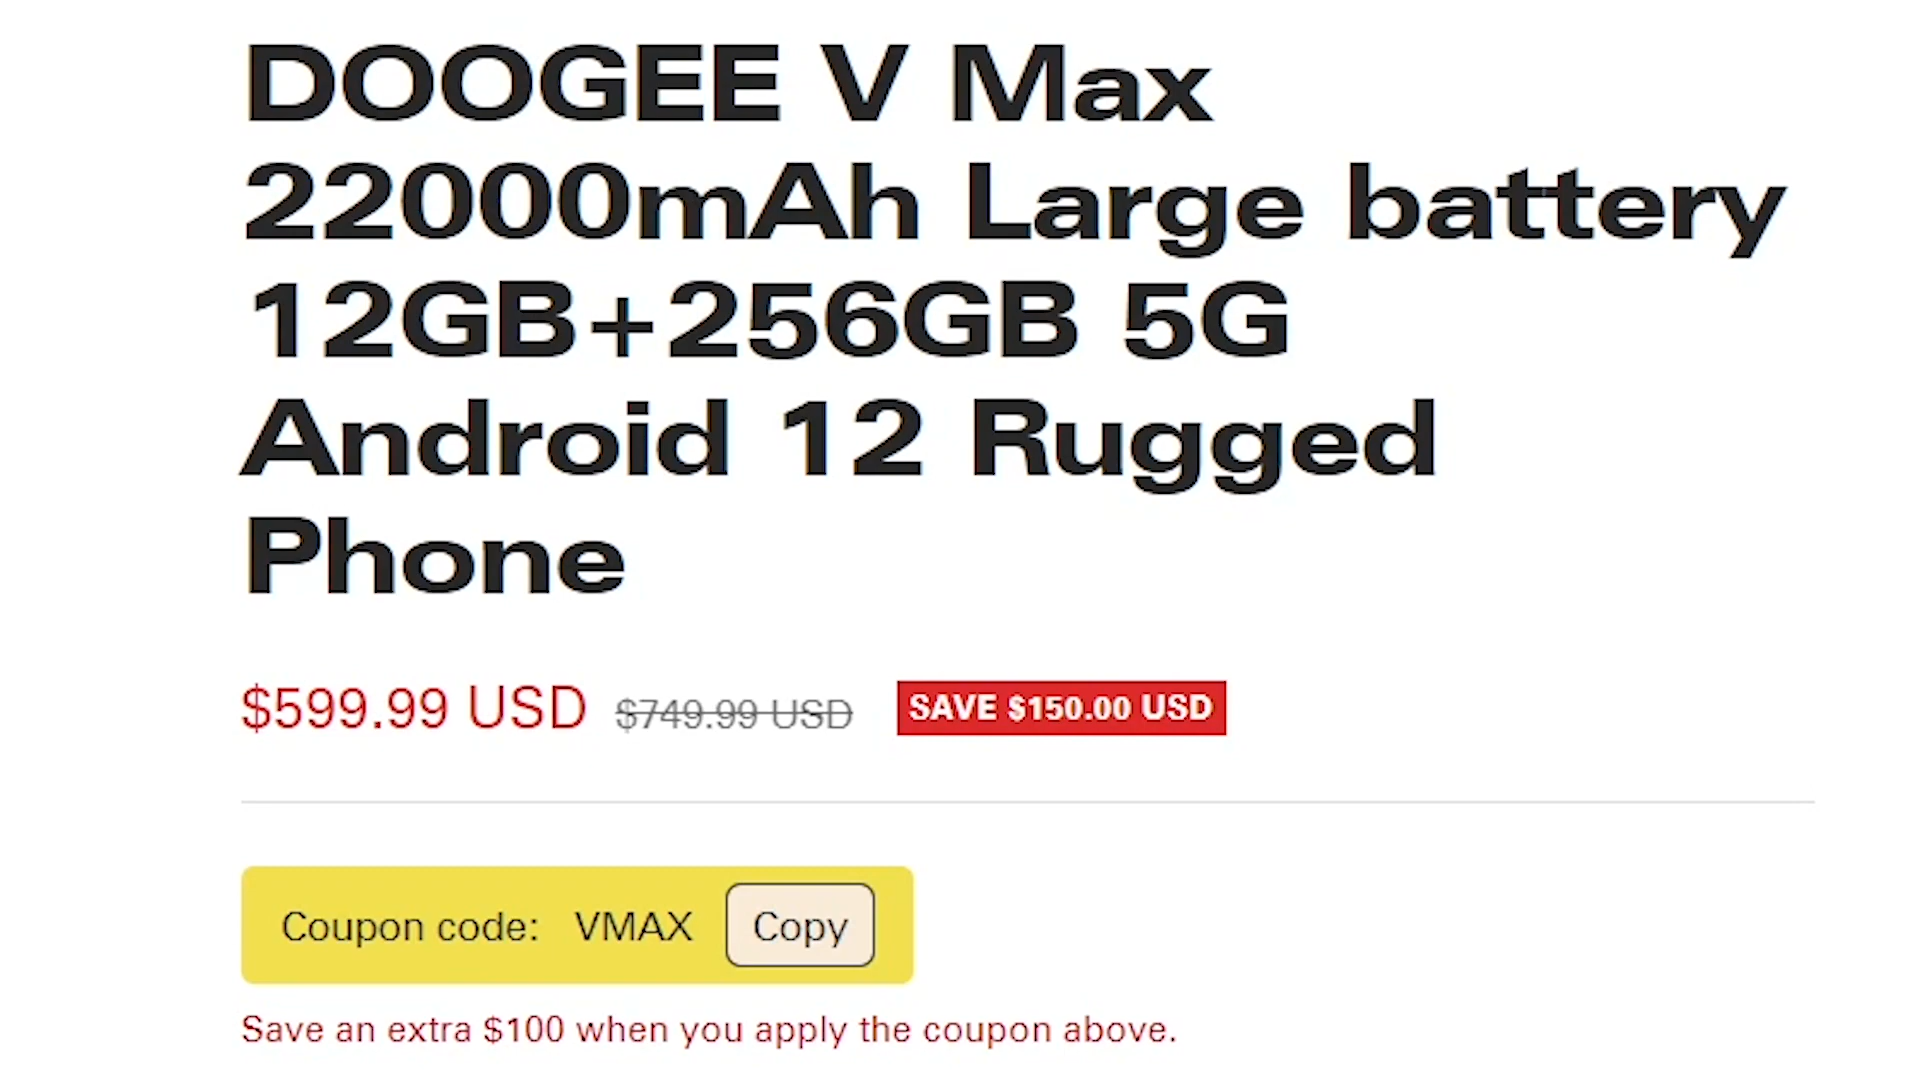 DOOGEE V Max
22000mAh Large battery
12GB+256GB 5G
Android 12 Rugged
Phone
$599.99 USD $749.99 USD SAVE $150.00 USD
Coupon code: VMAX Copy
Save an extra $100 when you apply the coupon above.